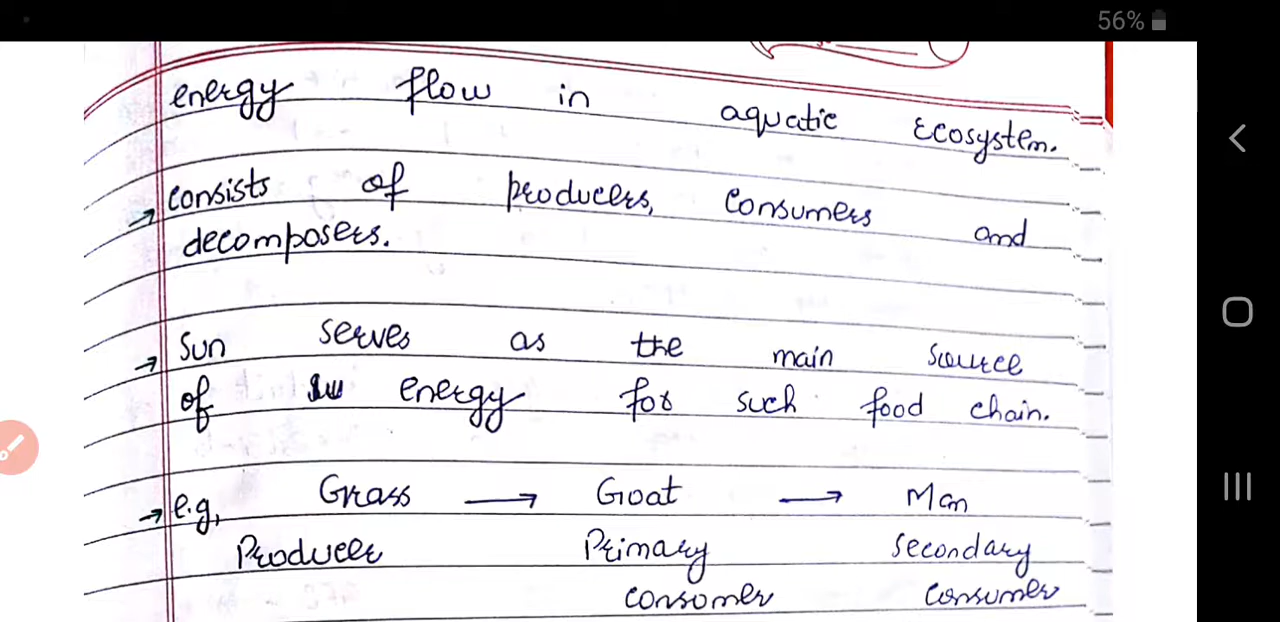 56%
energy flow in aquatic Ecosystem.
→ consists of producers, consumers and
decomposers.
→ Sun serves as the main source
of energy for such food chain.
→ e.g, Grass → Goat → Man
Producer Primary Secondary
consomer consumer